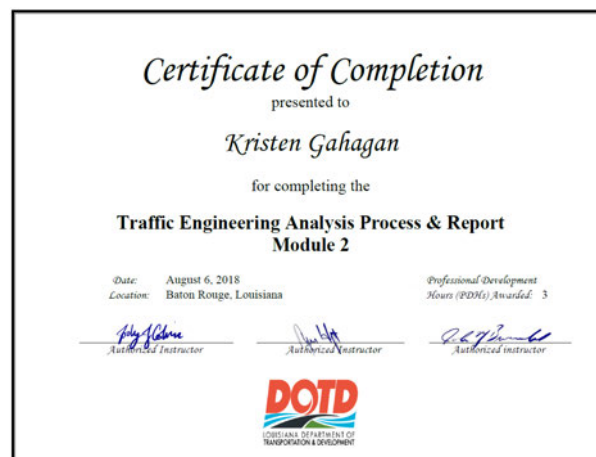 Certificate of Completion
presented to
Kristen Gahagan
for completing the
Traffic Engineering Analysis Process & Report
Module 2
Date: August 6, 2018
Location: Baton Rouge, Louisiana
Professional Development
Hours (PDHs) Awarded: 3
Authorized Instructor
Authorized Instructor
Authorized instructor
DOTD
LOUISIANA DEPARTMENT OF
TRANSPORTATION & DEVELOPMENT